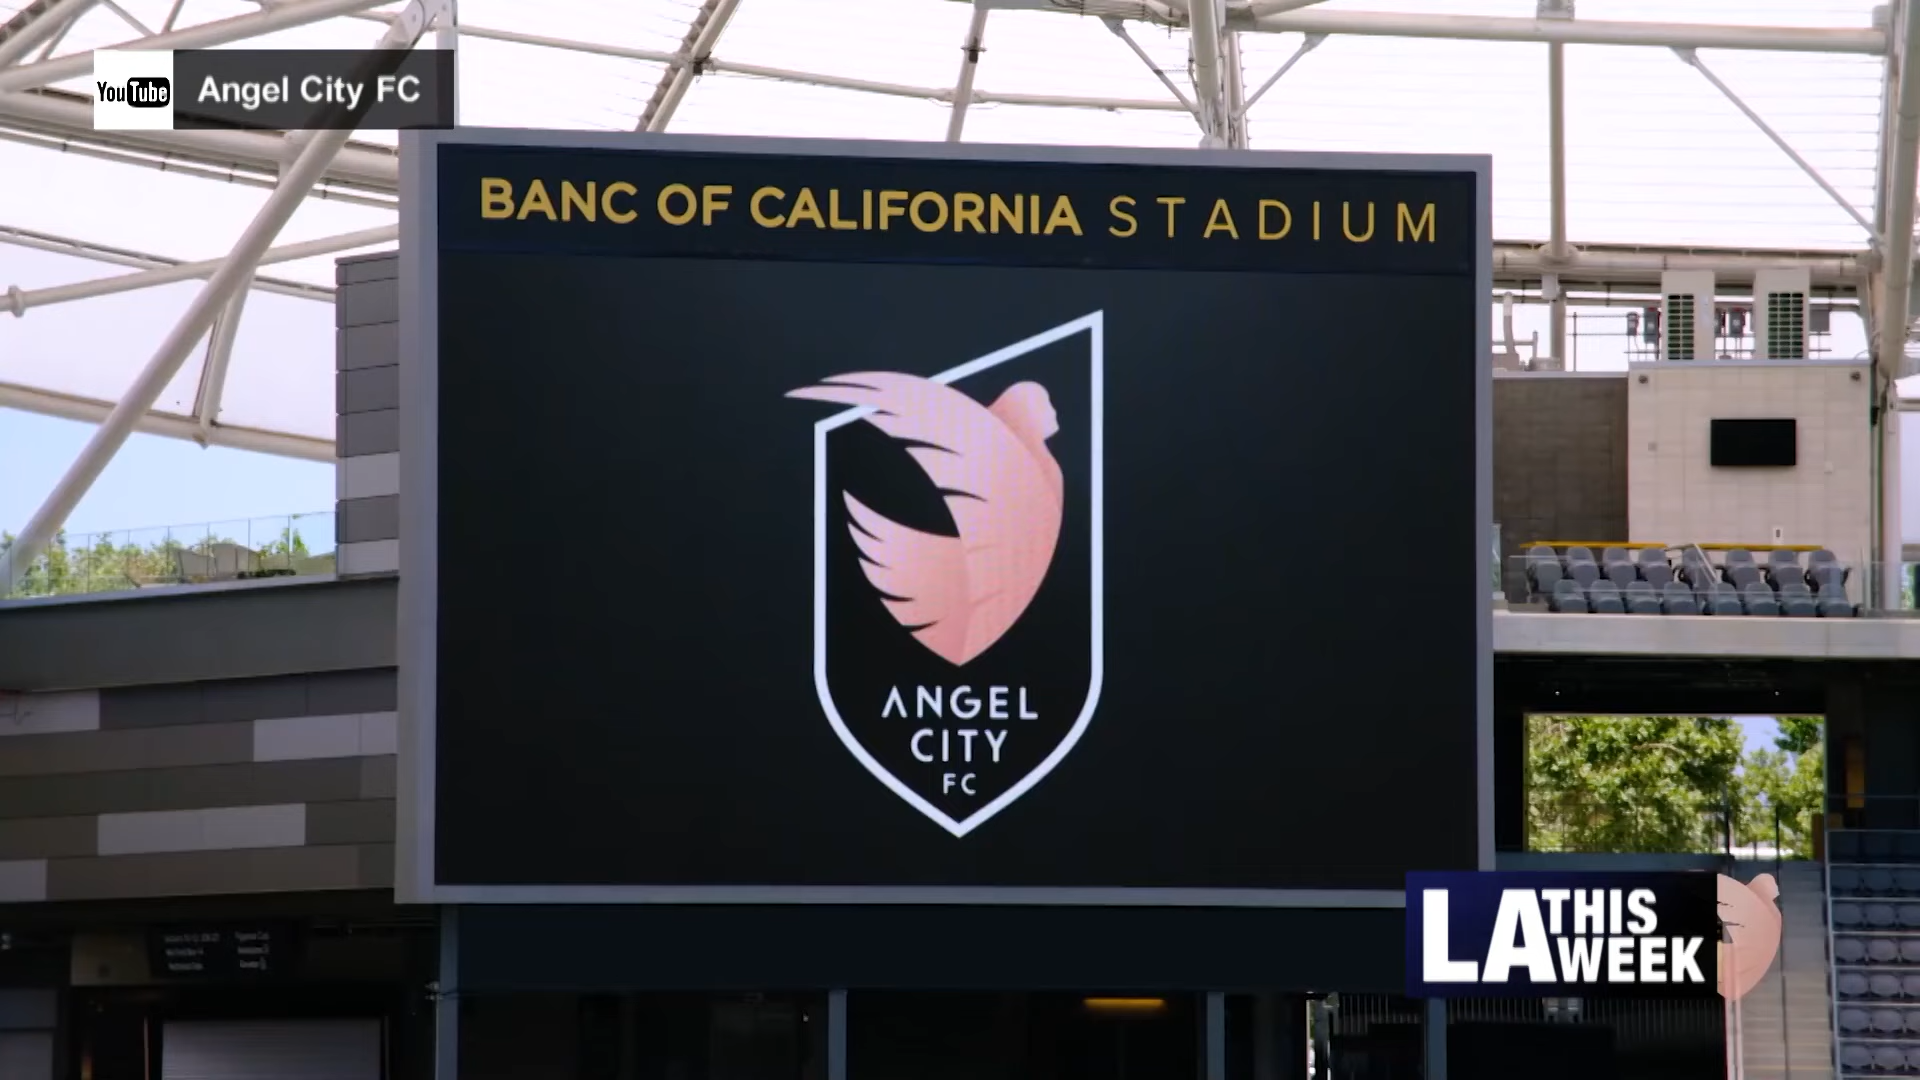 YouTube Angel City FC
BANC OF CALIFORNIA STADIUM
ANGEL
CITY
FC
LA THIS
WEEK